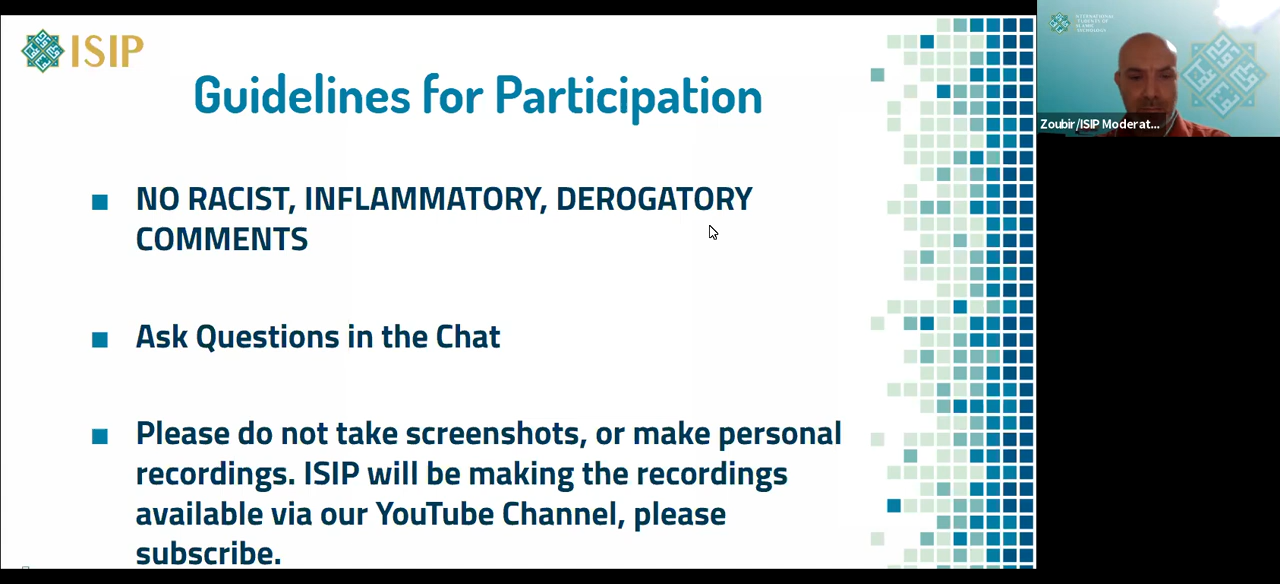 ISIP
Guidelines for Participation
NO RACIST, INFLAMMATORY, DEROGATORY
COMMENTS
Ask Questions in the Chat
Please do not take screenshots, or make personal
recordings. ISIP will be making the recordings
available via our YouTube Channel, please
subscribe.
Zoubir/ISIP Moderat...